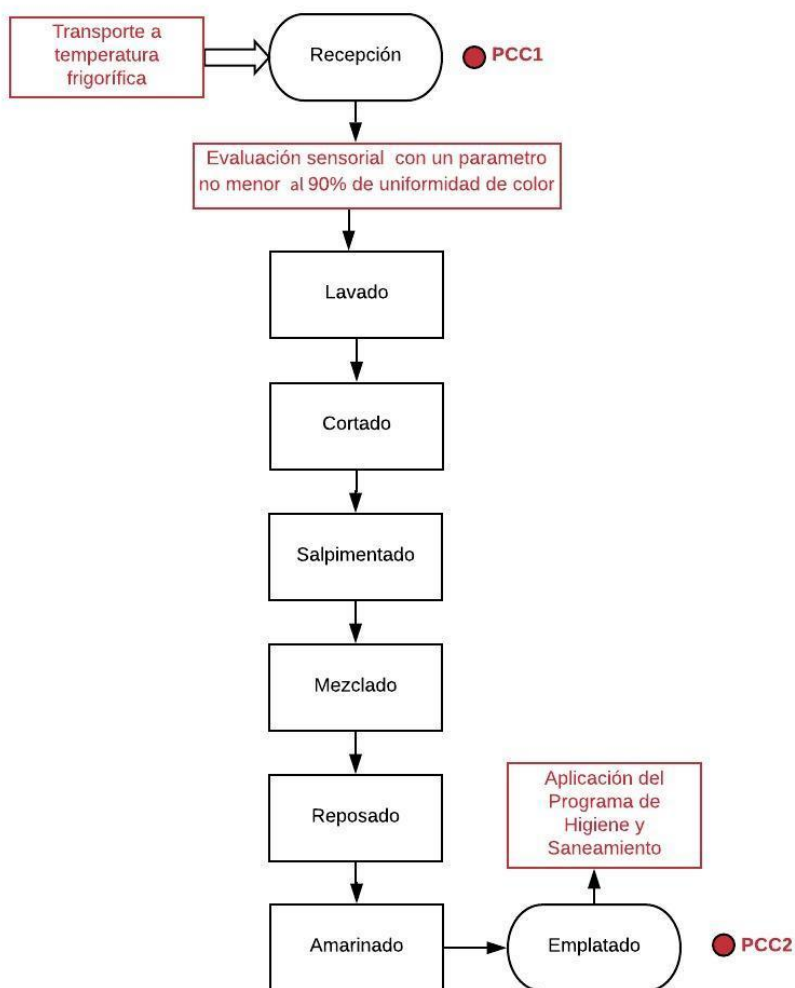 Transporte a
temperatura
frigorífica
Recepción
PCC1
Evaluación sensorial con un parametro
no menor al 90% de uniformidad de color
Lavado
Cortado
Salpimentado
Mezclado
Reposado
Aplicación del
Programa de
Higiene y
Saneamiento
Amarinado
Emplatado
PCC2